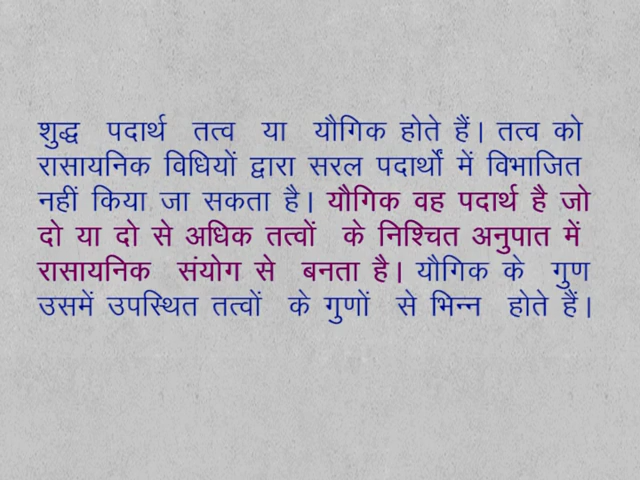 शुद्ध पदार्थ तत्व या यौगिक होते हैं। तत्व को
रासायनिक विधियों द्वारा सरल पदार्थों में विभाजित
नहीं किया जा सकता है। यौगिक वह पदार्थ है जो
दो या दो से अधिक तत्वों के निश्चित अनुपात में
रासायनिक संयोग से बनता है। यौगिक के गुण
उसमें उपस्थित तत्वों के गुणों से भिन्न होते हैं।